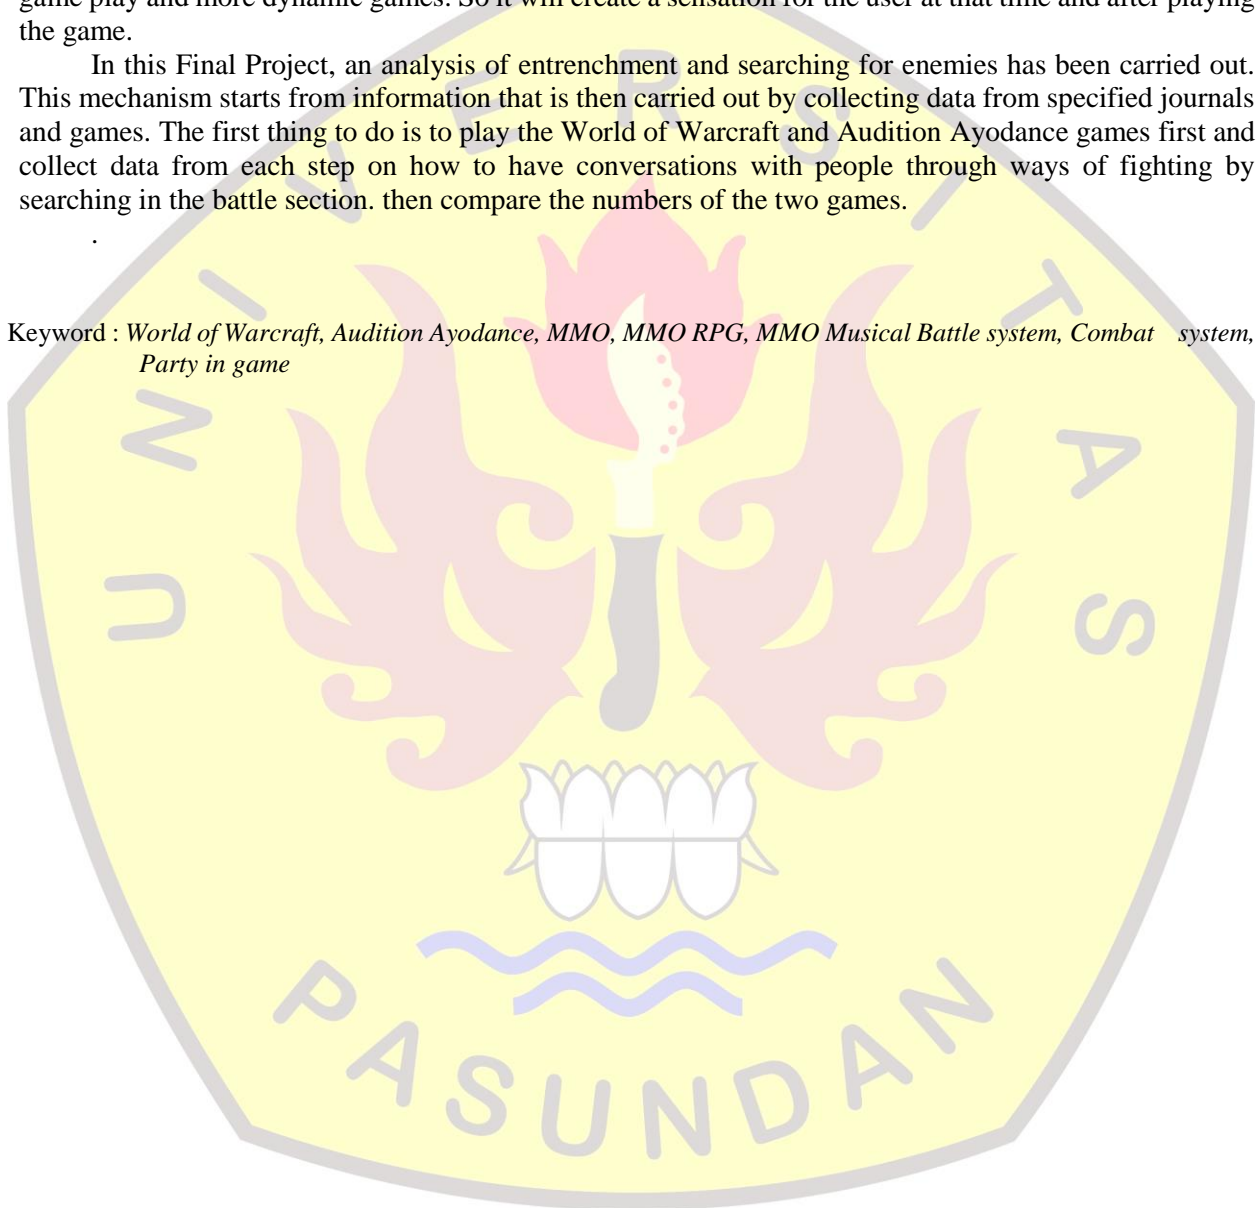 game play and more dynamic games. So it will create a sensation for the user at that time and after playing
the game.
In this Final Project, an analysis of entrenchment and searching for enemies has been carried out.
This mechanism starts from information that is then carried out by collecting data from specified journals
and games. The first thing to do is to play the World of Warcraft and Audition Ayodance games first and
collect data from each step on how to have conversations with people through ways of fighting by
searching in the battle section. then compare the numbers of the two games.
.
Keyword : World of Warcraft, Audition Ayodance, MMO, MMO RPG, MMO Musical Battle system, Combat system,
Party in game
UNIVERSITAS
PASUNDAN